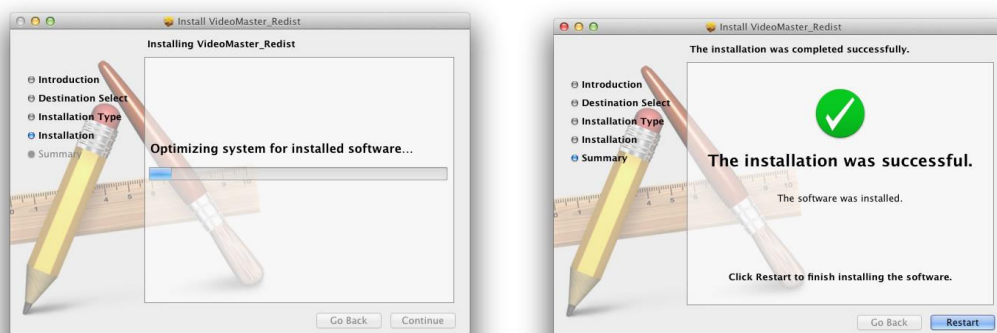 Install VideoMaster_Redist
Installing VideoMaster_Redist
Introduction
Destination Select
Installation Type
Installation
Summary
Optimizing system for installed software...
Go Back
Continue
Install VideoMaster_Redist
The installation was completed successfully.
Introduction
Destination Select
Installation Type
Installation
Summary
The installation was successful.
The software was installed.
Click Restart to finish installing the software.
Go Back
Restart